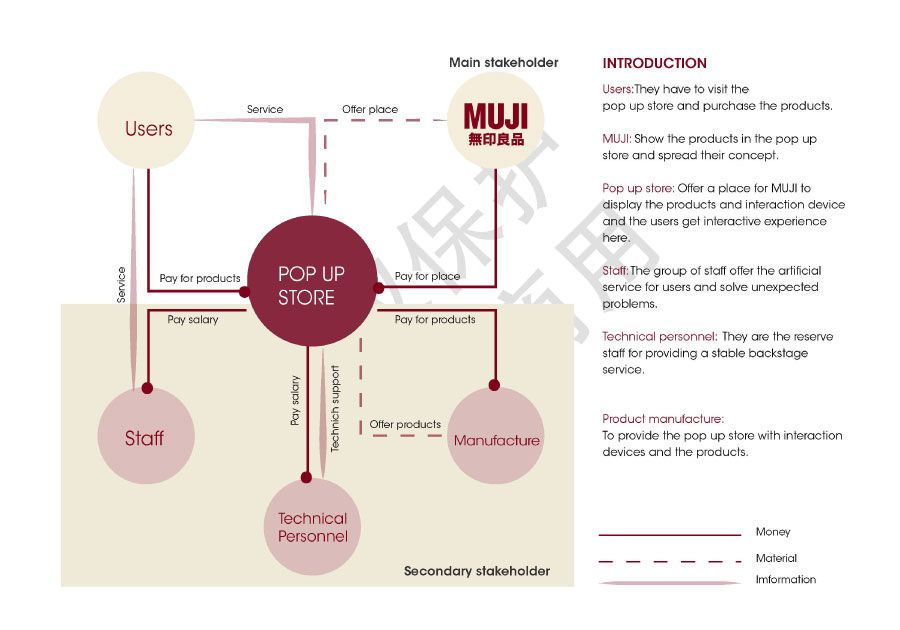 Main stakeholder
Users
Service
Offer place
MUJI
無印良品
Service
Pay for products
POP UP
STORE
Pay for place
Pay salary
Pay for products
Staff
Pay salary
Technich support
Offer products
Manufacture
Technical
Personnel
Secondary stakeholder
INTRODUCTION
Users:They have to visit the
pop up store and purchase the products.
MUJI: Show the products in the pop up
store and spread their concept.
Pop up store: Offer a place for MUJI to
display the products and interaction device
and the users get interactive experience
here.
Staff:The group of staff offer the artificial
service for users and solve unexpected
problems.
Technical personnel: They are the reserve
staff for providing a stable backstage
service.
Product manufacture:
To provide the pop up store with interaction
devices and the products.
Money
Material
Imformation
保护
用